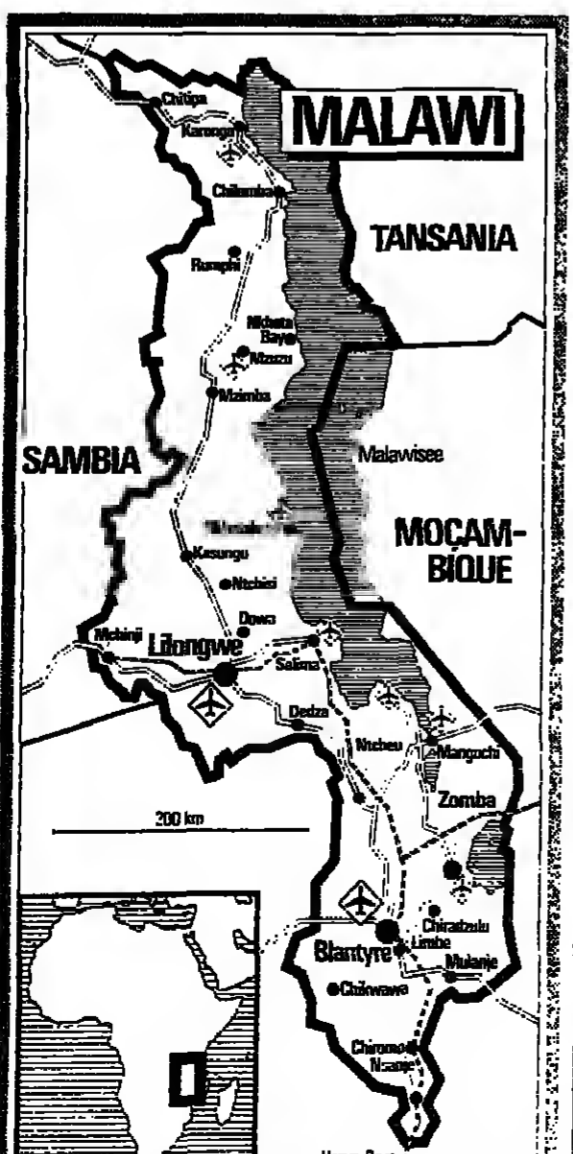 MALAWI
Chitipa
Karonga
Chilumba
TANSANIA
Rumphi
Nkhata
Bay
Mzuzu
Mzimba
SAMBIA
Malawisee
MOÇAM-
BIQUE
Kasungu
Ntchisi
Dowa
Mchinji
Lilongwe
Salima
Dedza
Ntcheu
Mangochi
Zomba
200 km
Chiradzulu
Limbe
Blantyre
Mulanje
Chikwawa
Chiromo
Nsanje